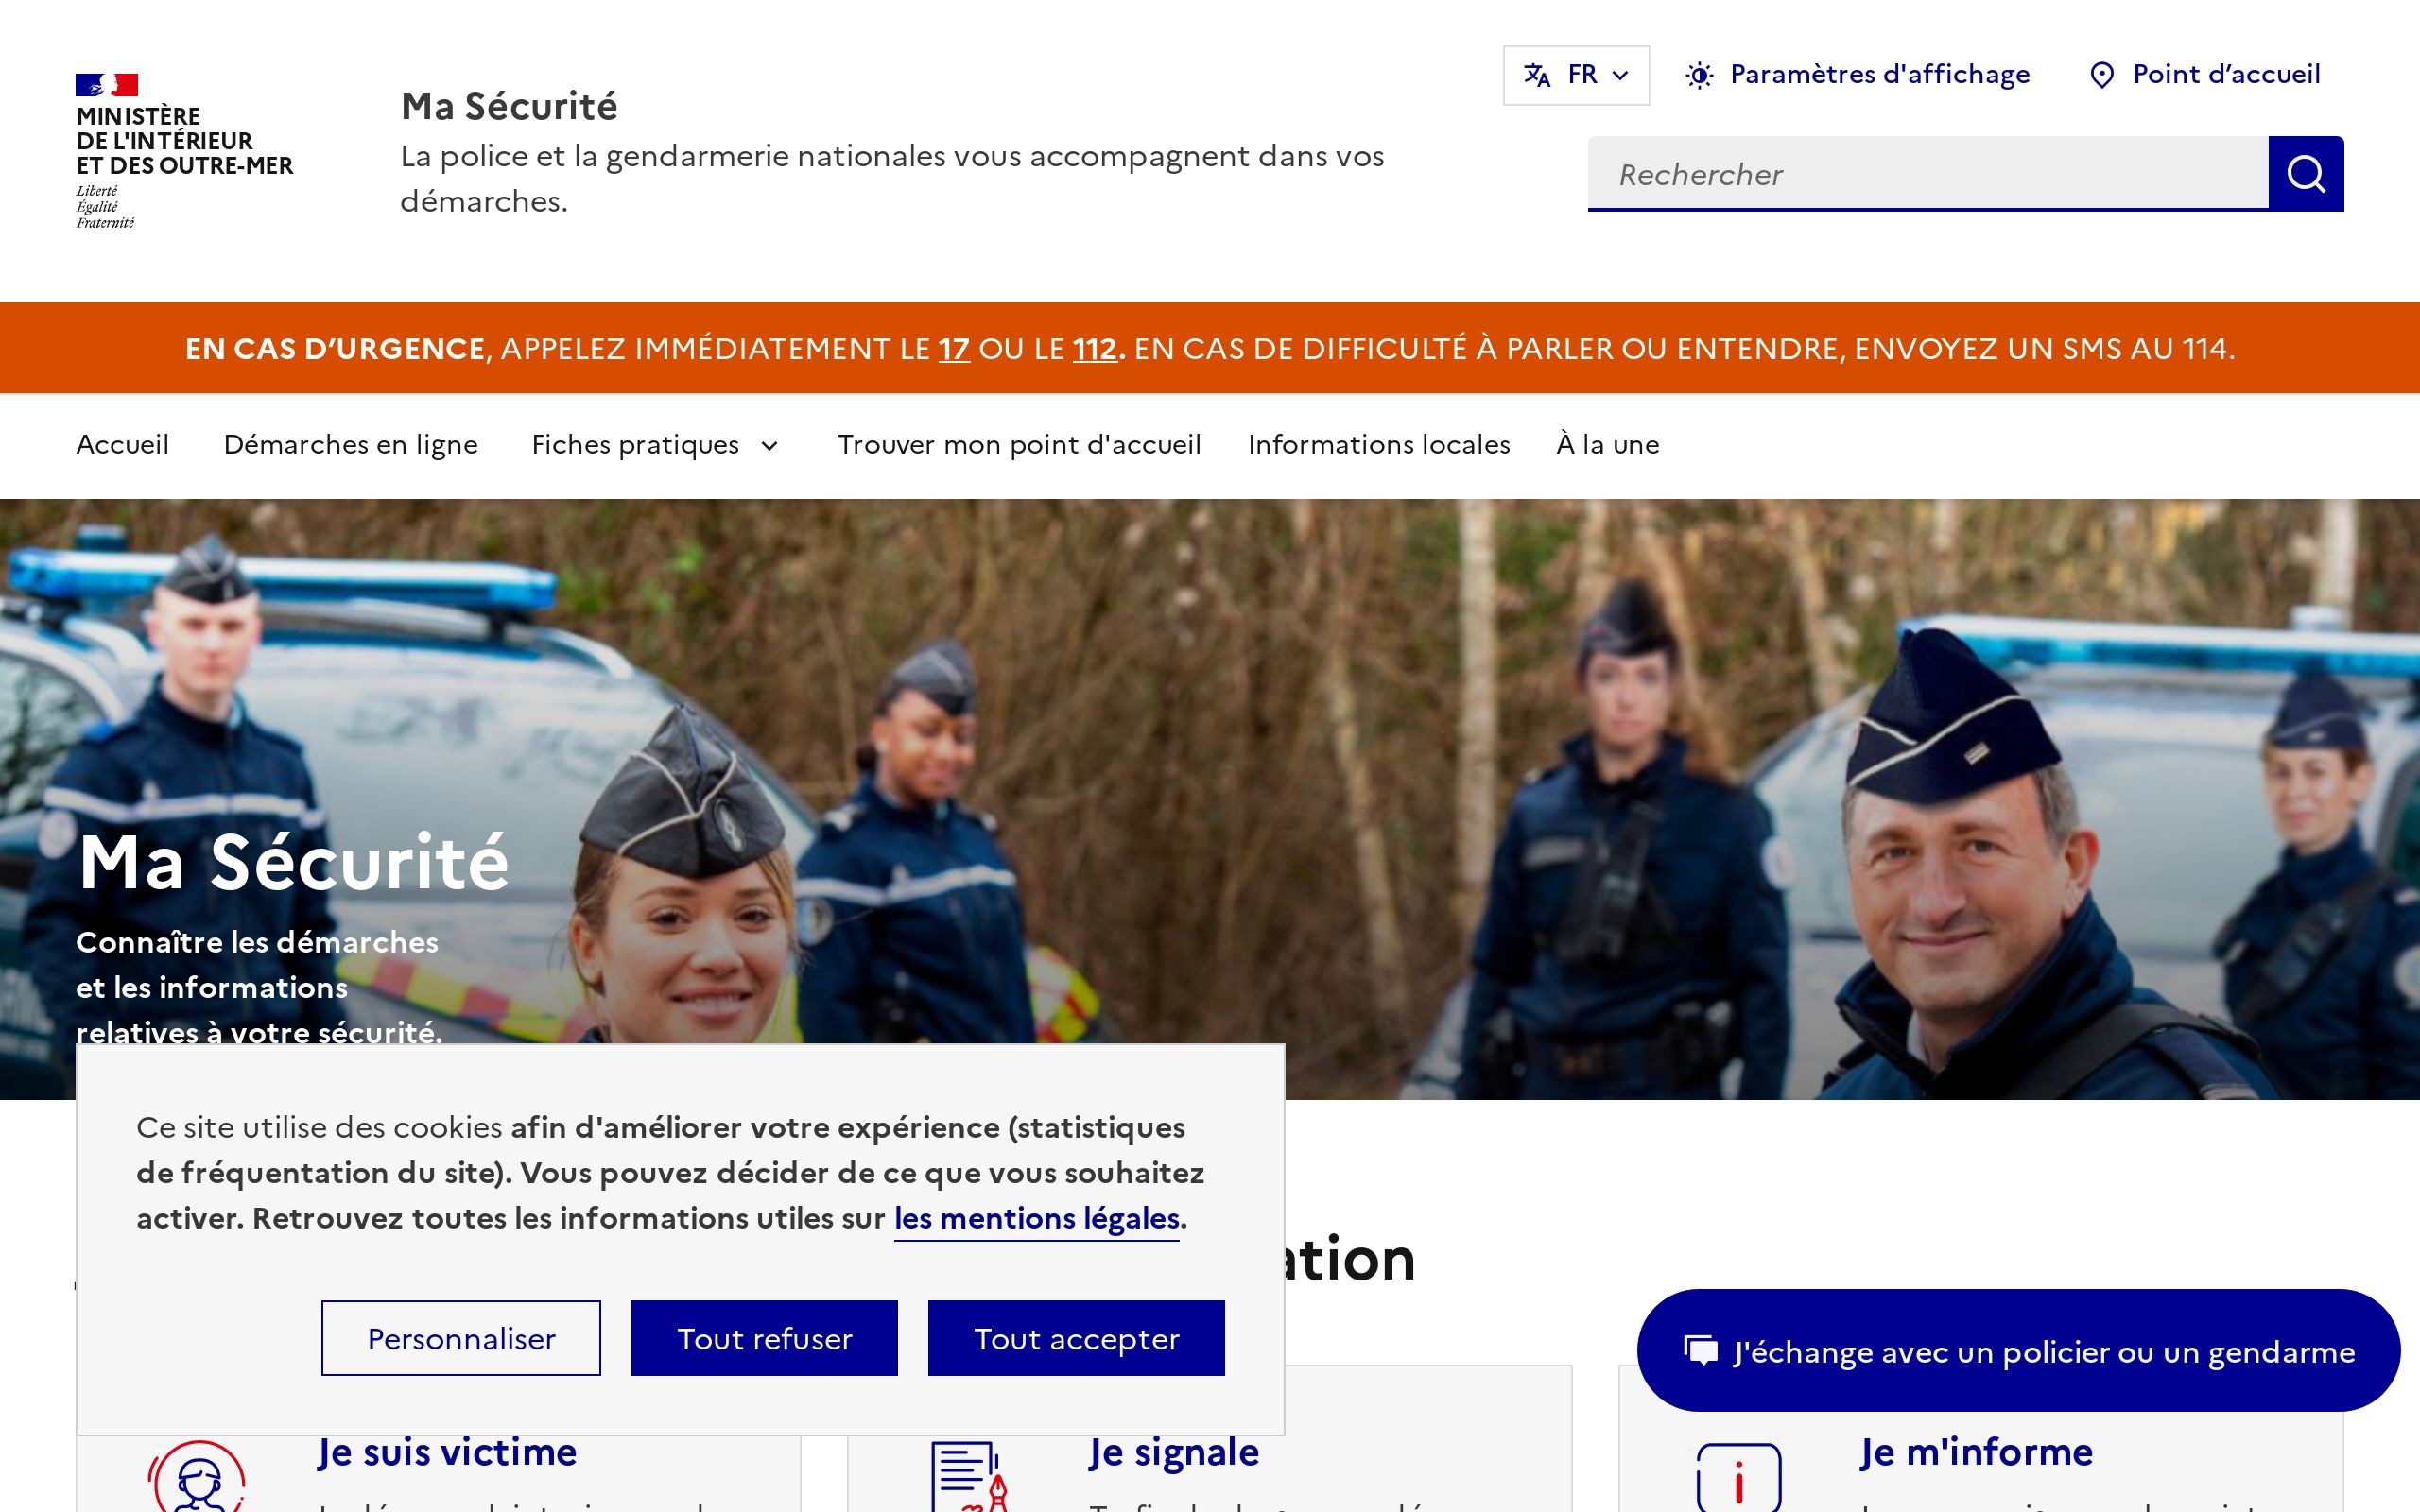 MINISTÈRE
DE L'INTÉRIEUR
ET DES OUTRE-MER
Liberté
Égalité
Fraternité
Ma Sécurité
La police et la gendarmerie nationales vous accompagnent dans vos
démarches.
FR
Paramètres d'affichage
Point d’accueil
Rechercher
EN CAS D’URGENCE, APPELEZ IMMÉDIATEMENT LE 17 OU LE 112. EN CAS DE DIFFICULTÉ À PARLER OU ENTENDRE, ENVOYEZ UN SMS AU 114.
Accueil
Démarches en ligne
Fiches pratiques
Trouver mon point d'accueil
Informations locales
À la une
Ma Sécurité
Connaître les démarches
et les informations
relatives à votre sécurité.
Ce site utilise des cookies afin d'améliorer votre expérience (statistiques
de fréquentation du site). Vous pouvez décider de ce que vous souhaitez
activer. Retrouvez toutes les informations utiles sur les mentions légales.
Personnaliser
Tout refuser
Tout accepter
J'échange avec un policier ou un gendarme
Je suis victime
Je signale
Je m'informe